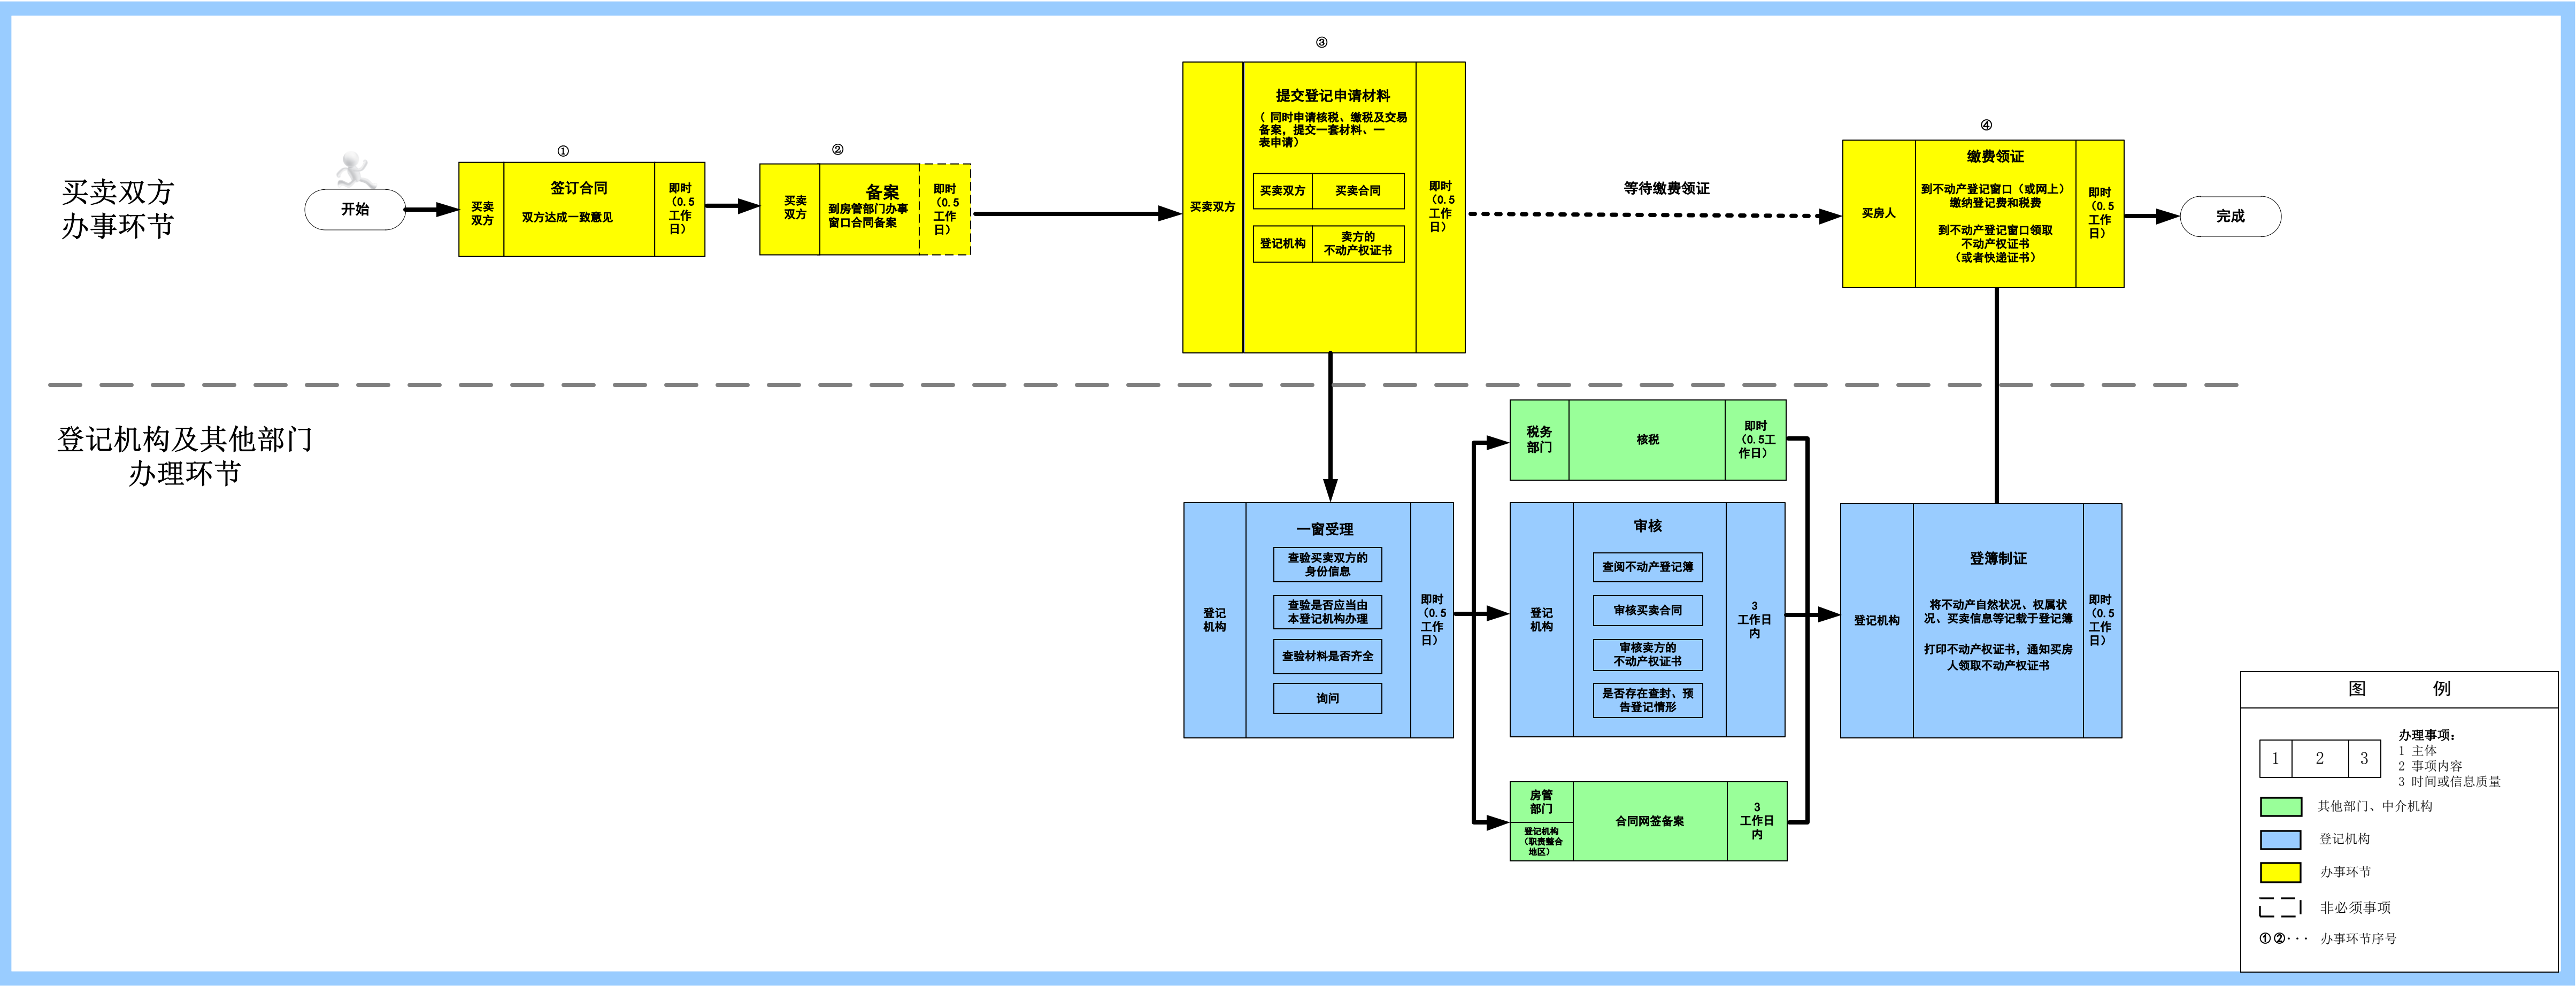 买卖双方
办事环节
开始
①
买卖
双方
签订合同
双方达成一致意见
即时
（0.5
工作
日）
②
买卖
双方
备案
到房管部门办事
窗口合同备案
即时
（0.5
工作
日）
③
买卖双方
提交登记申请材料
（ 同时申请核税、缴税及交易
备案，提交一套材料、一
表申请）
买卖双方
买卖合同
登记机构
卖方的
不动产权证书
即时
（0.5
工作
日）
等待缴费领证
④
买房人
缴费领证
到不动产登记窗口（或网上）
缴纳登记费和税费
到不动产登记窗口领取
不动产权证书
（或者快递证书）
即时
（0.5
工作
日）
完成
登记机构及其他部门
办理环节
登记
机构
一窗受理
查验买卖双方的
身份信息
查验是否应当由
本登记机构办理
查验材料是否齐全
询问
即时
（0.5
工作
日）
税务
部门
核税
即时
（0.5工
作日）
登记
机构
审核
查阅不动产登记簿
审核买卖合同
审核卖方的
不动产权证书
是否存在查封、预
告登记情形
3
工作日
内
房管
部门
登记机构
（职责整合
地区）
合同网签备案
3
工作日
内
登记机构
登簿制证
将不动产自然状况、权属状
况、买卖信息等记载于登记簿
打印不动产权证书，通知买房
人领取不动产权证书
即时
（0.5
工作
日）
图 例
1 2 3
办理事项：
1 主体
2 事项内容
3 时间或信息质量
其他部门、中介机构
登记机构
办事环节
非必须事项
①②··· 办事环节序号